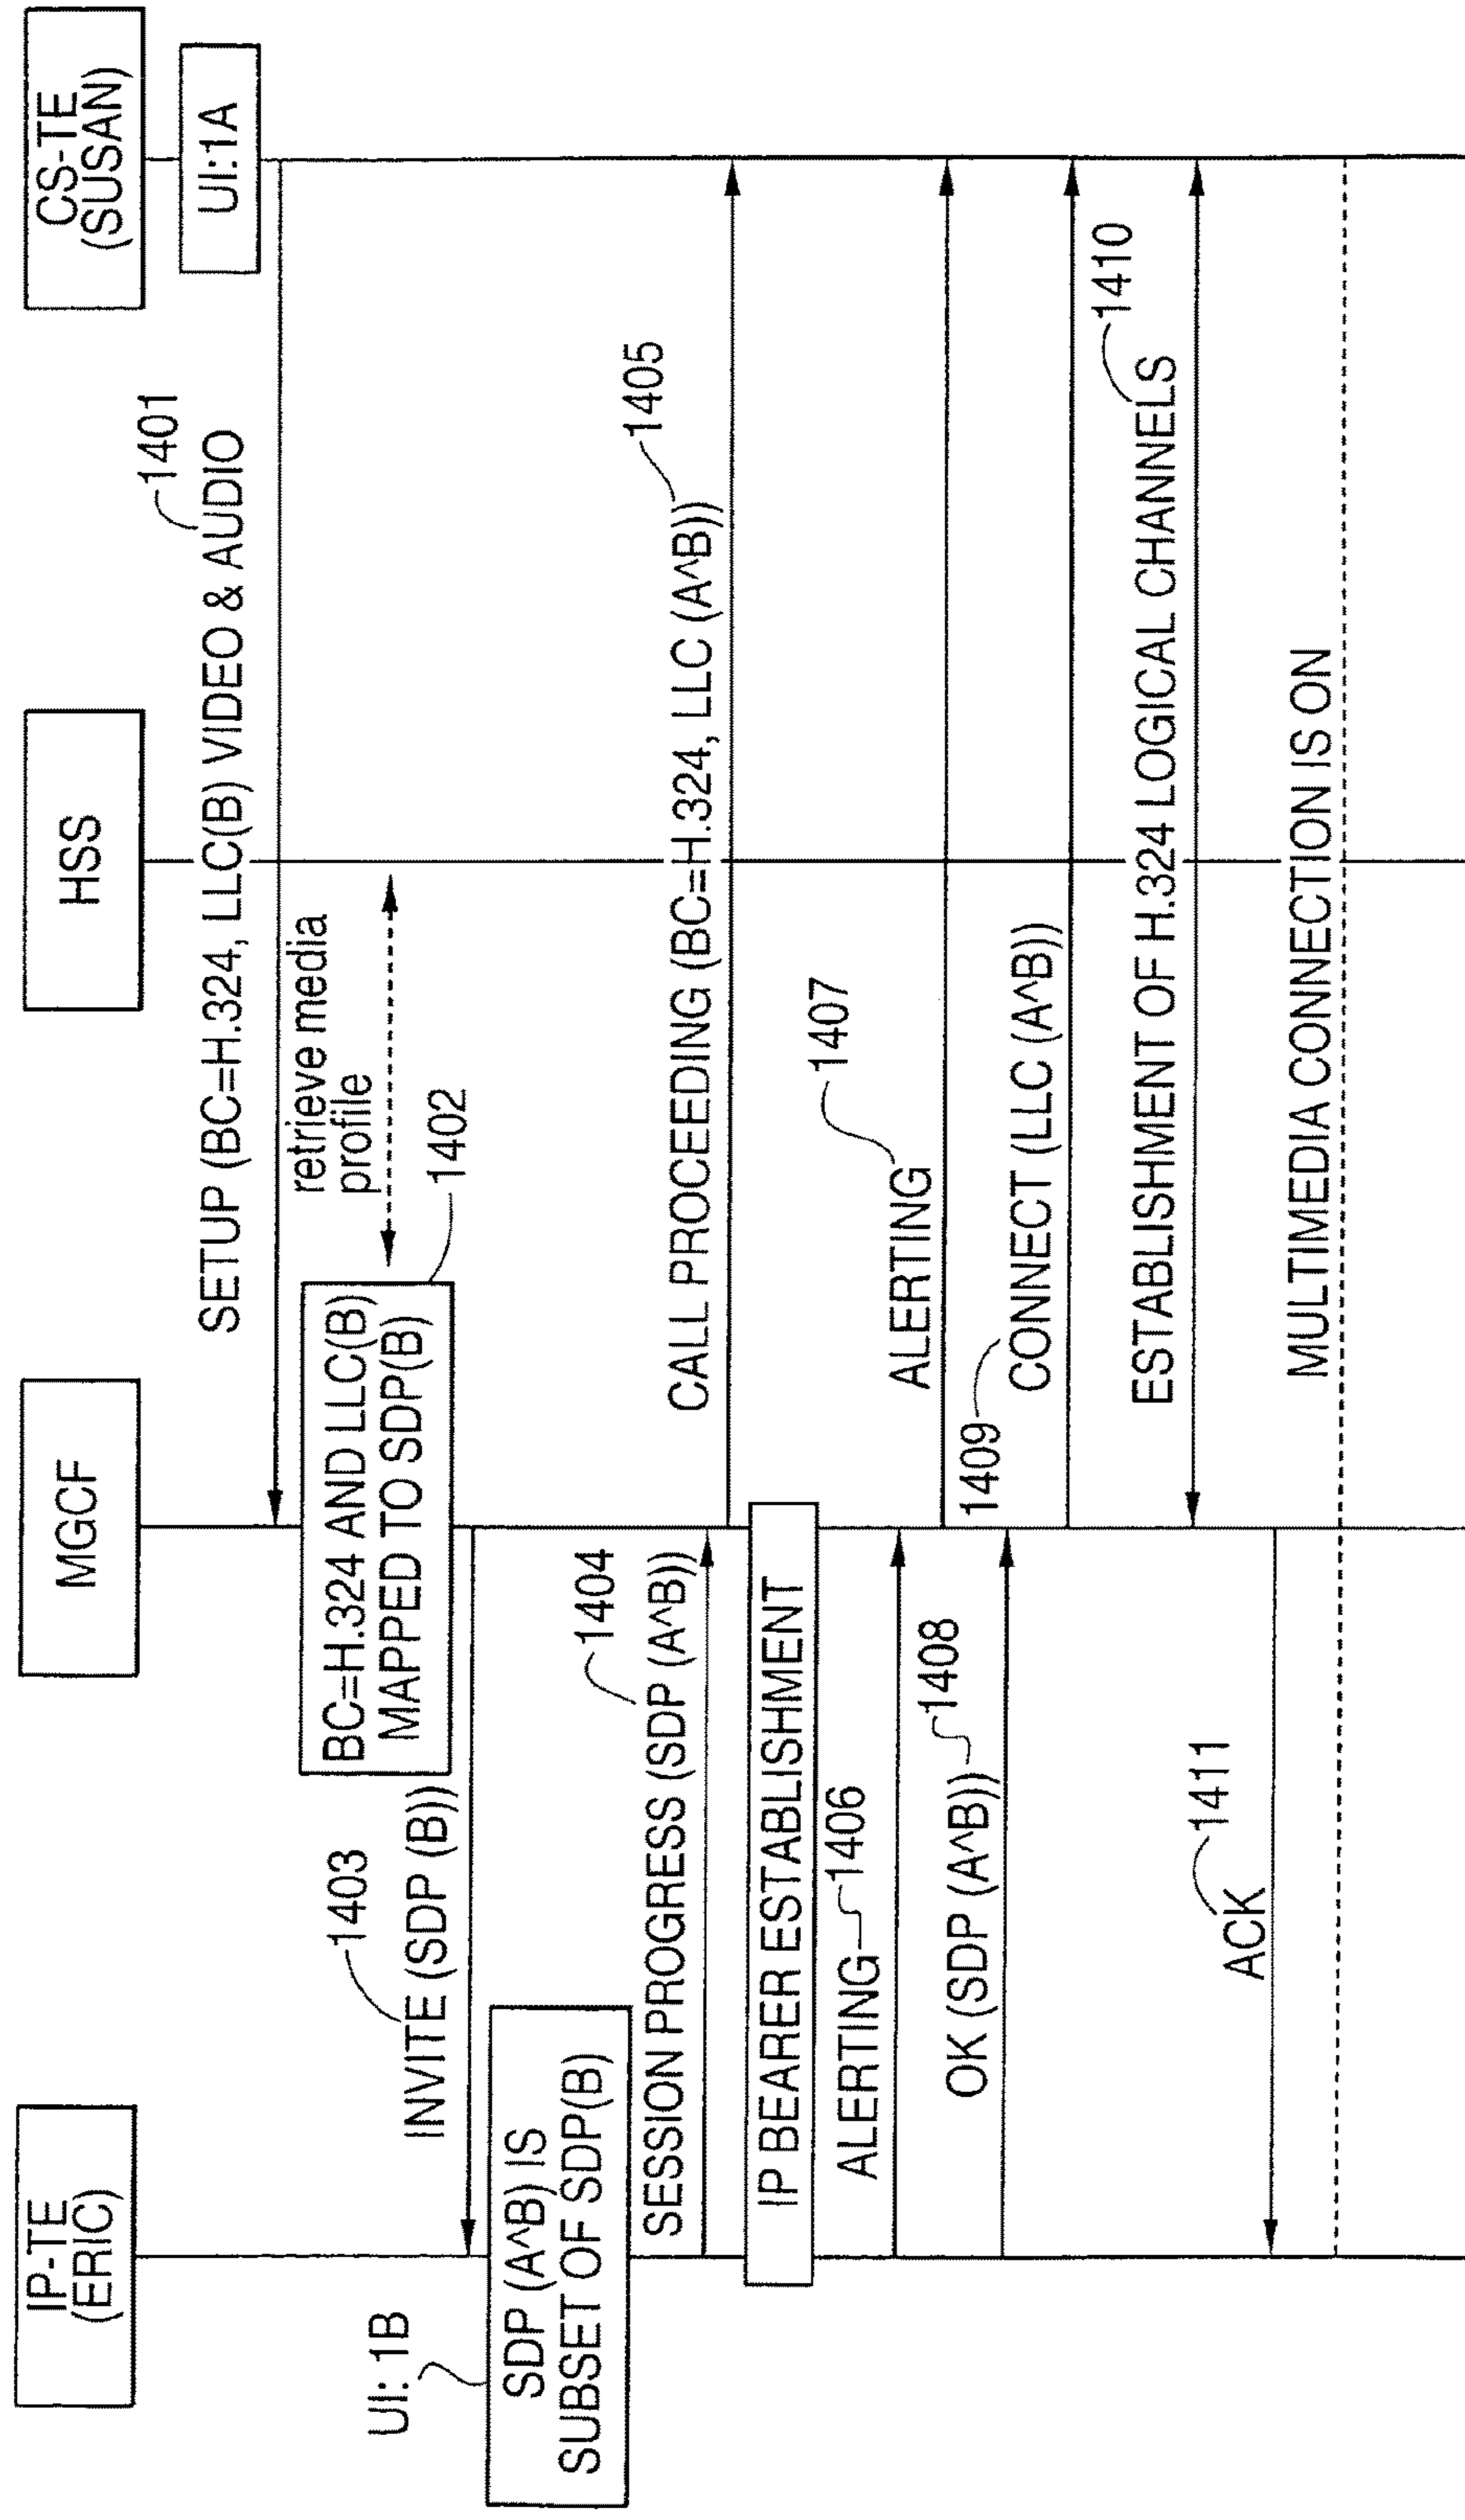 IP-TE
(ERIC)
MGCF
HSS
CS-TE
(SUSAN)
UI:1A
1401
SETUP (BC=H.324, LLC(B) VIDEO & AUDIO
retrieve media
profile
BC=H.324 AND LLC(B)
MAPPED TO SDP(B)
1402
1403
INVITE (SDP (B))
UI: 1B
SDP (A^B) IS
SUBSET OF SDP(B)
1404
SESSION PROGRESS (SDP (A^B))
1405
CALL PROCEEDING (BC=H.324, LLC (A^B))
IP BEARER ESTABLISHMENT
ALERTING
1406
1407
ALERTING
1408
OK (SDP (A^B))
1409
CONNECT (LLC (A^B))
1410
ESTABLISHMENT OF H.324 LOGICAL CHANNELS
1411
ACK
MULTIMEDIA CONNECTION IS ON